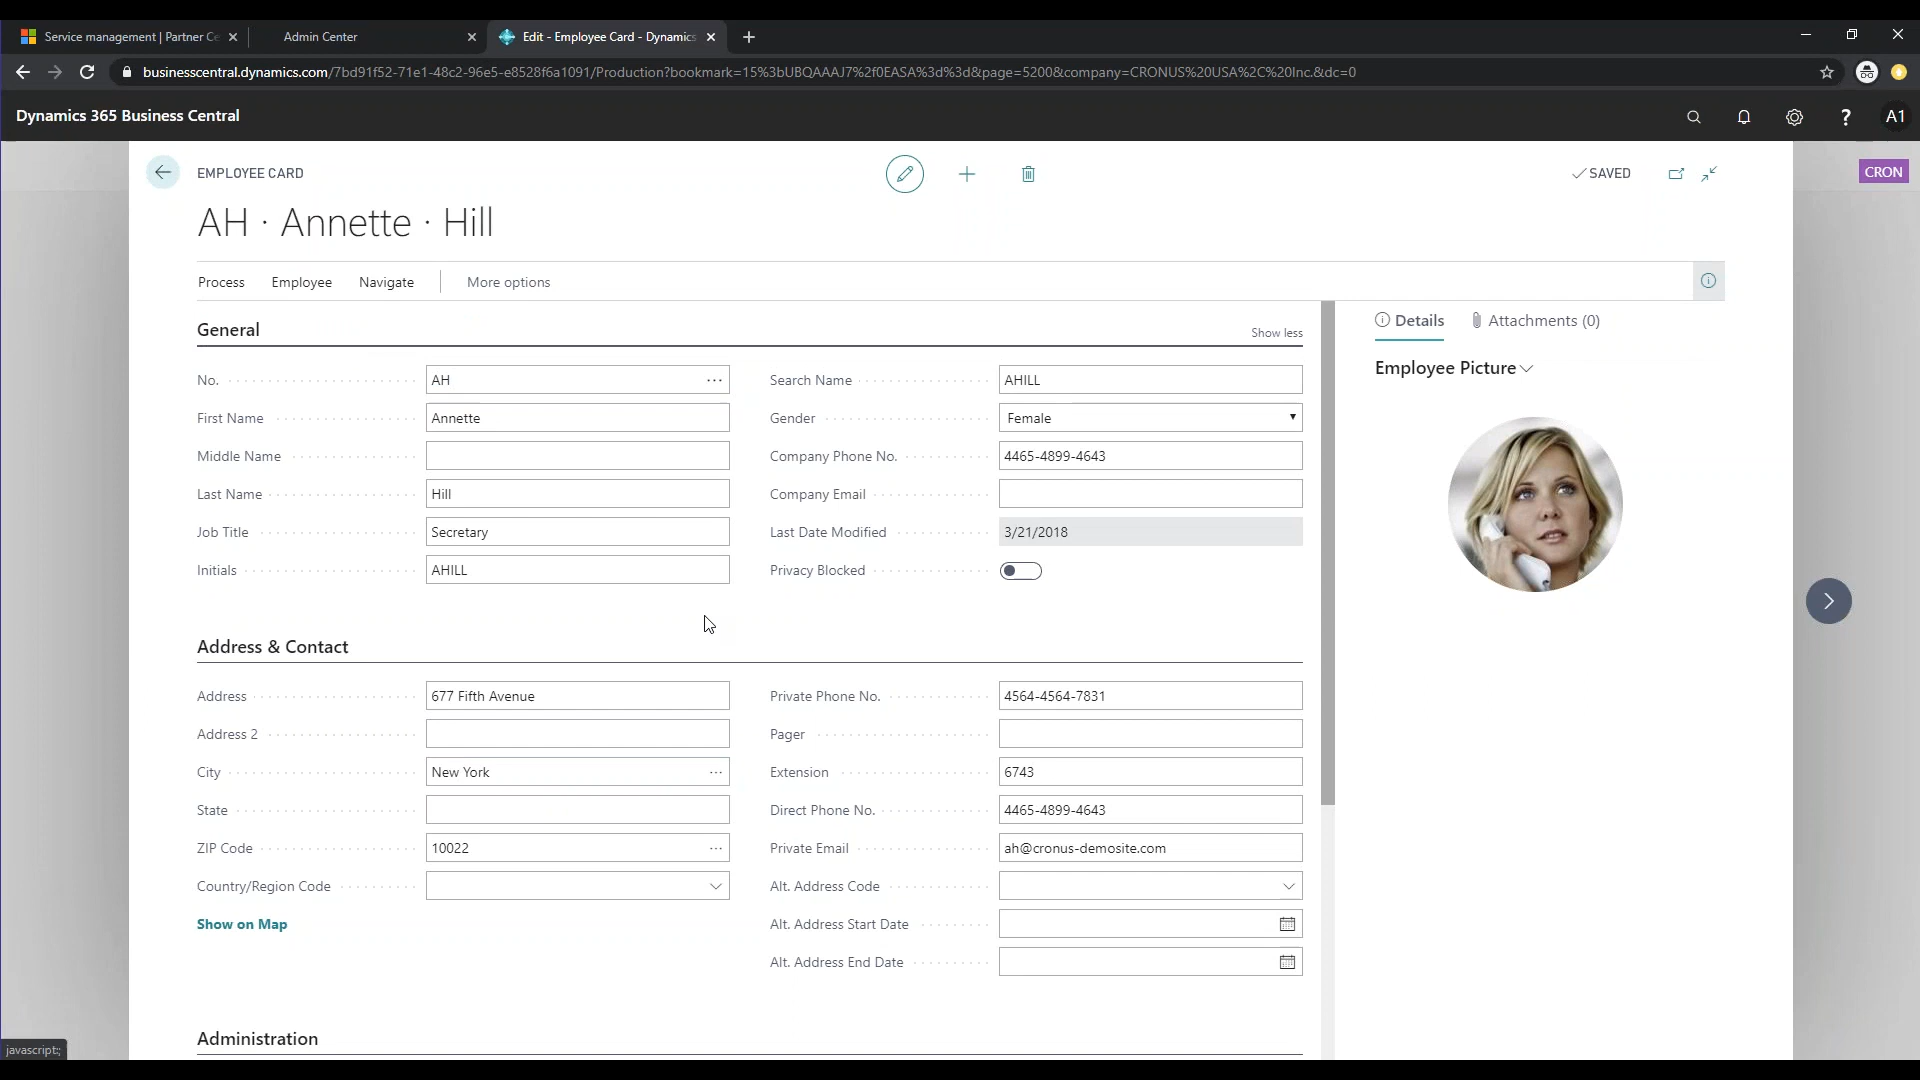 Service management | Partner Ce
Admin Center
Edit - Employee Card - Dynamics
businesscentral.dynamics.com/7bd91f52-71e1-48c2-96e5-e8528f6a1091/Production?bookmark=15%3bUBQAAAJ7%2f0EASA%3d%3d&page=5200&company=CRONUS%20USA%2C%20Inc.&dc=0
Dynamics 365 Business Central
? A1
EMPLOYEE CARD
SAVED
CRON
AH · Annette · Hill
Process Employee Navigate More options
Details Attachments (0)
General Show less
Employee Picture
No. AH ... Search Name AHILL
First Name Annette Gender Female
Middle Name Company Phone No. 4465-4899-4643
Last Name Hill Company Email
Job Title Secretary Last Date Modified 3/21/2018
Initials AHILL Privacy Blocked
Address & Contact
Address 677 Fifth Avenue Private Phone No. 4564-4564-7831
Address 2 Pager
City New York ... Extension 6743
State Direct Phone No. 4465-4899-4643
ZIP Code 10022 ... Private Email ah@cronus-demosite.com
Country/Region Code Alt. Address Code
Show on Map Alt. Address Start Date
Alt. Address End Date
Administration
javascript:;